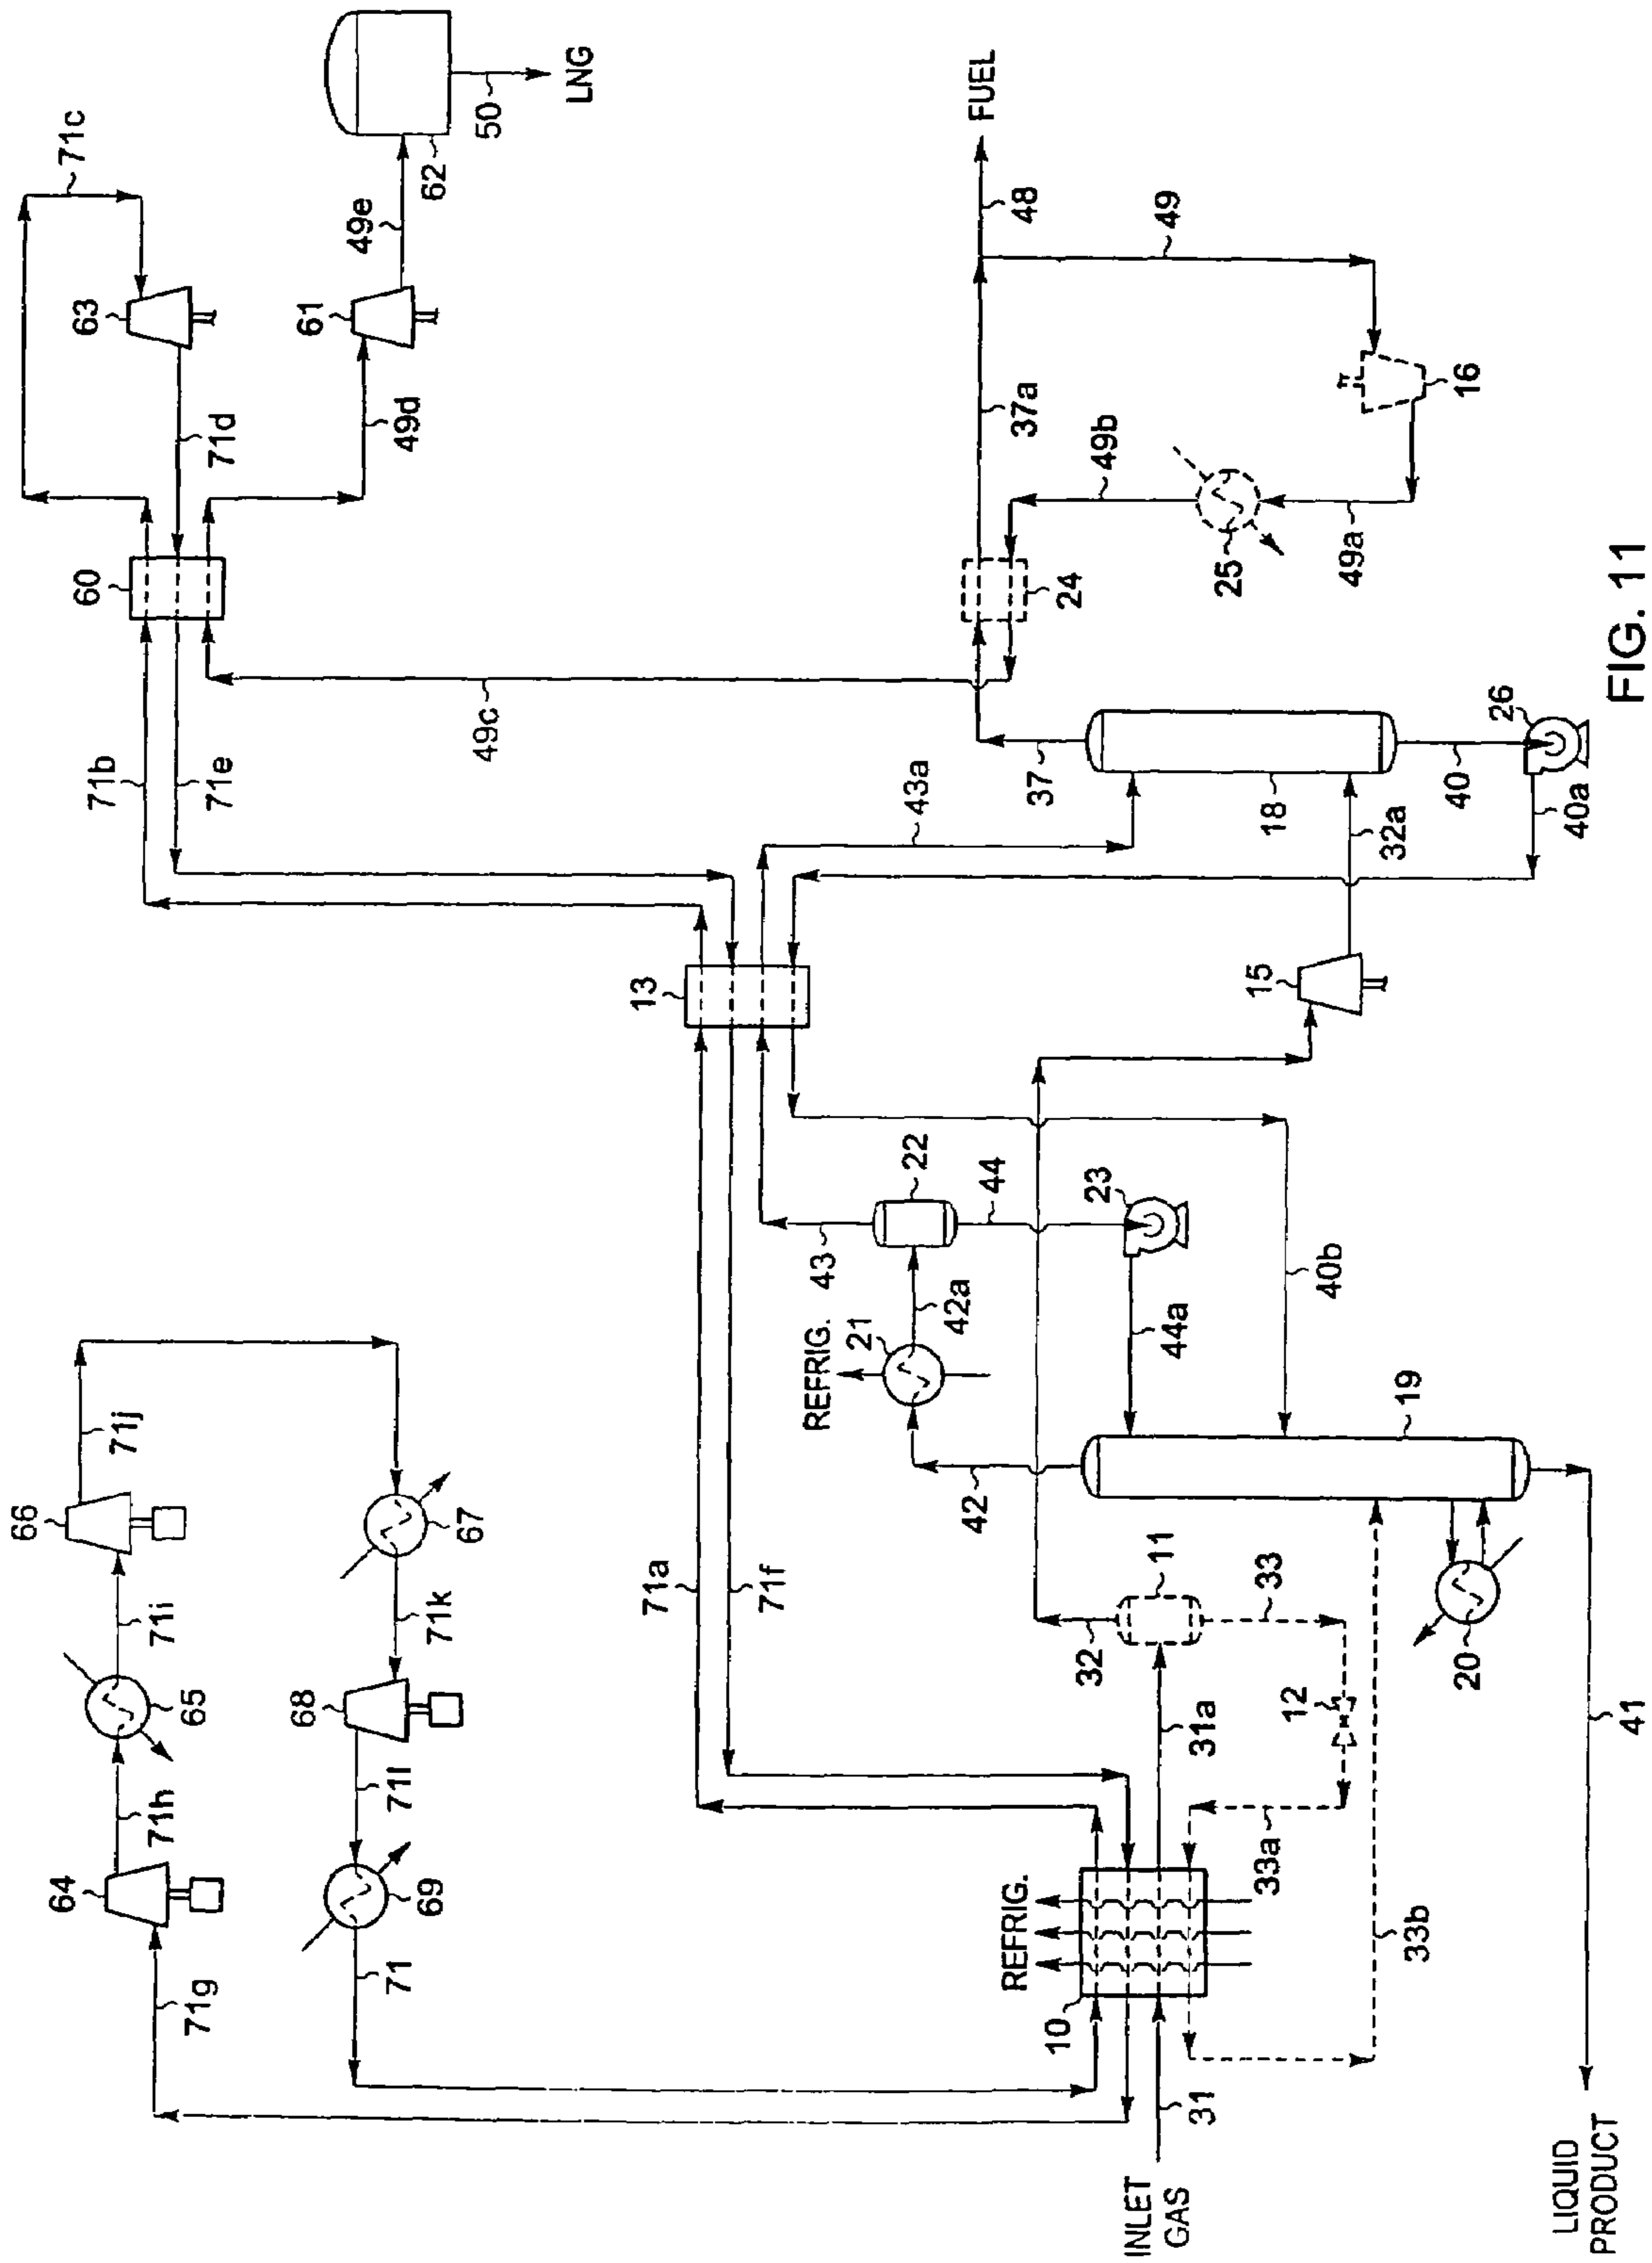 71c
63
71d
60
61
49e
62
50
LNG
49d
71b
71e
49c
FUEL
48
49
37a
49b
16
25
49a
24
37
43a
18
32a
40
26
40a
13
15
71j
66
71i
65
71h
64
71g
67
71k
68
71l
69
71
71a
71f
22
44
23
43
42a
REFRIG.
21
44a
40b
42
19
11
32
33
12
31a
33a
20
REFRIG.
10
33b
31
41
INLET
GAS
LIQUID
PRODUCT
FIG. 11